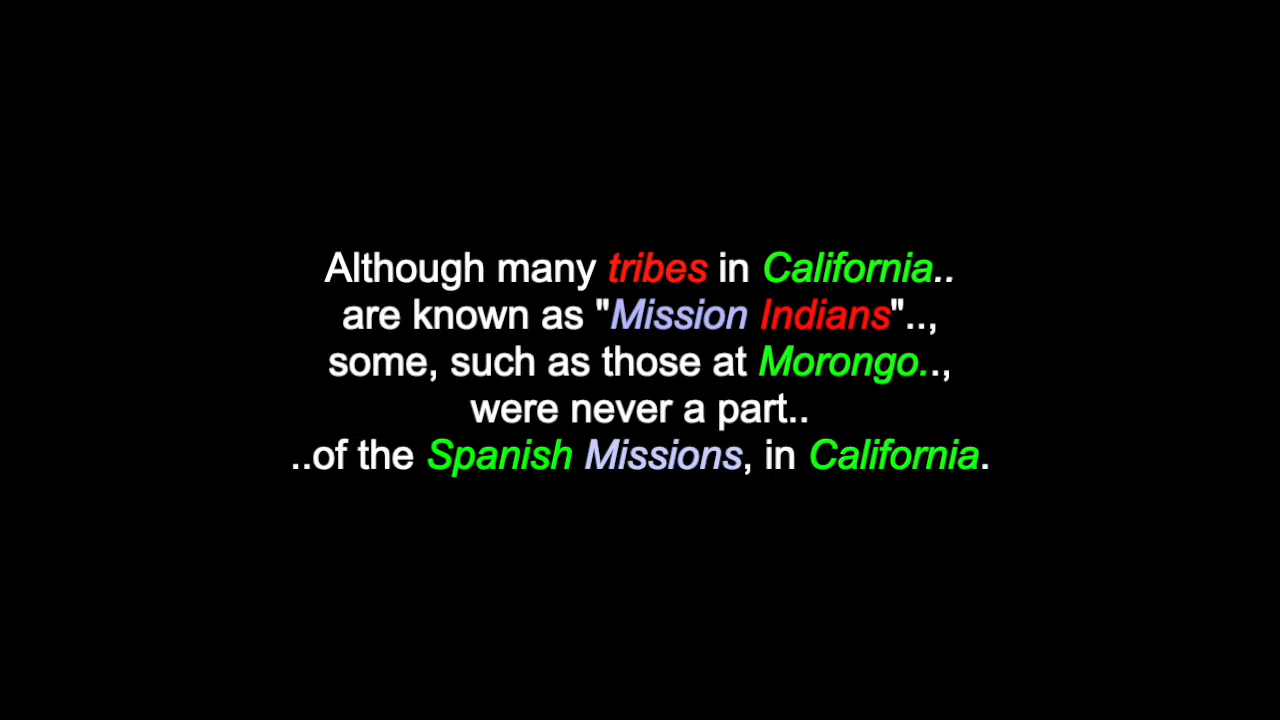 Although many tribes in California..
are known as "Mission Indians"..,
some, such as those at Morongo..,
were never a part..
..of the Spanish Missions, in California.